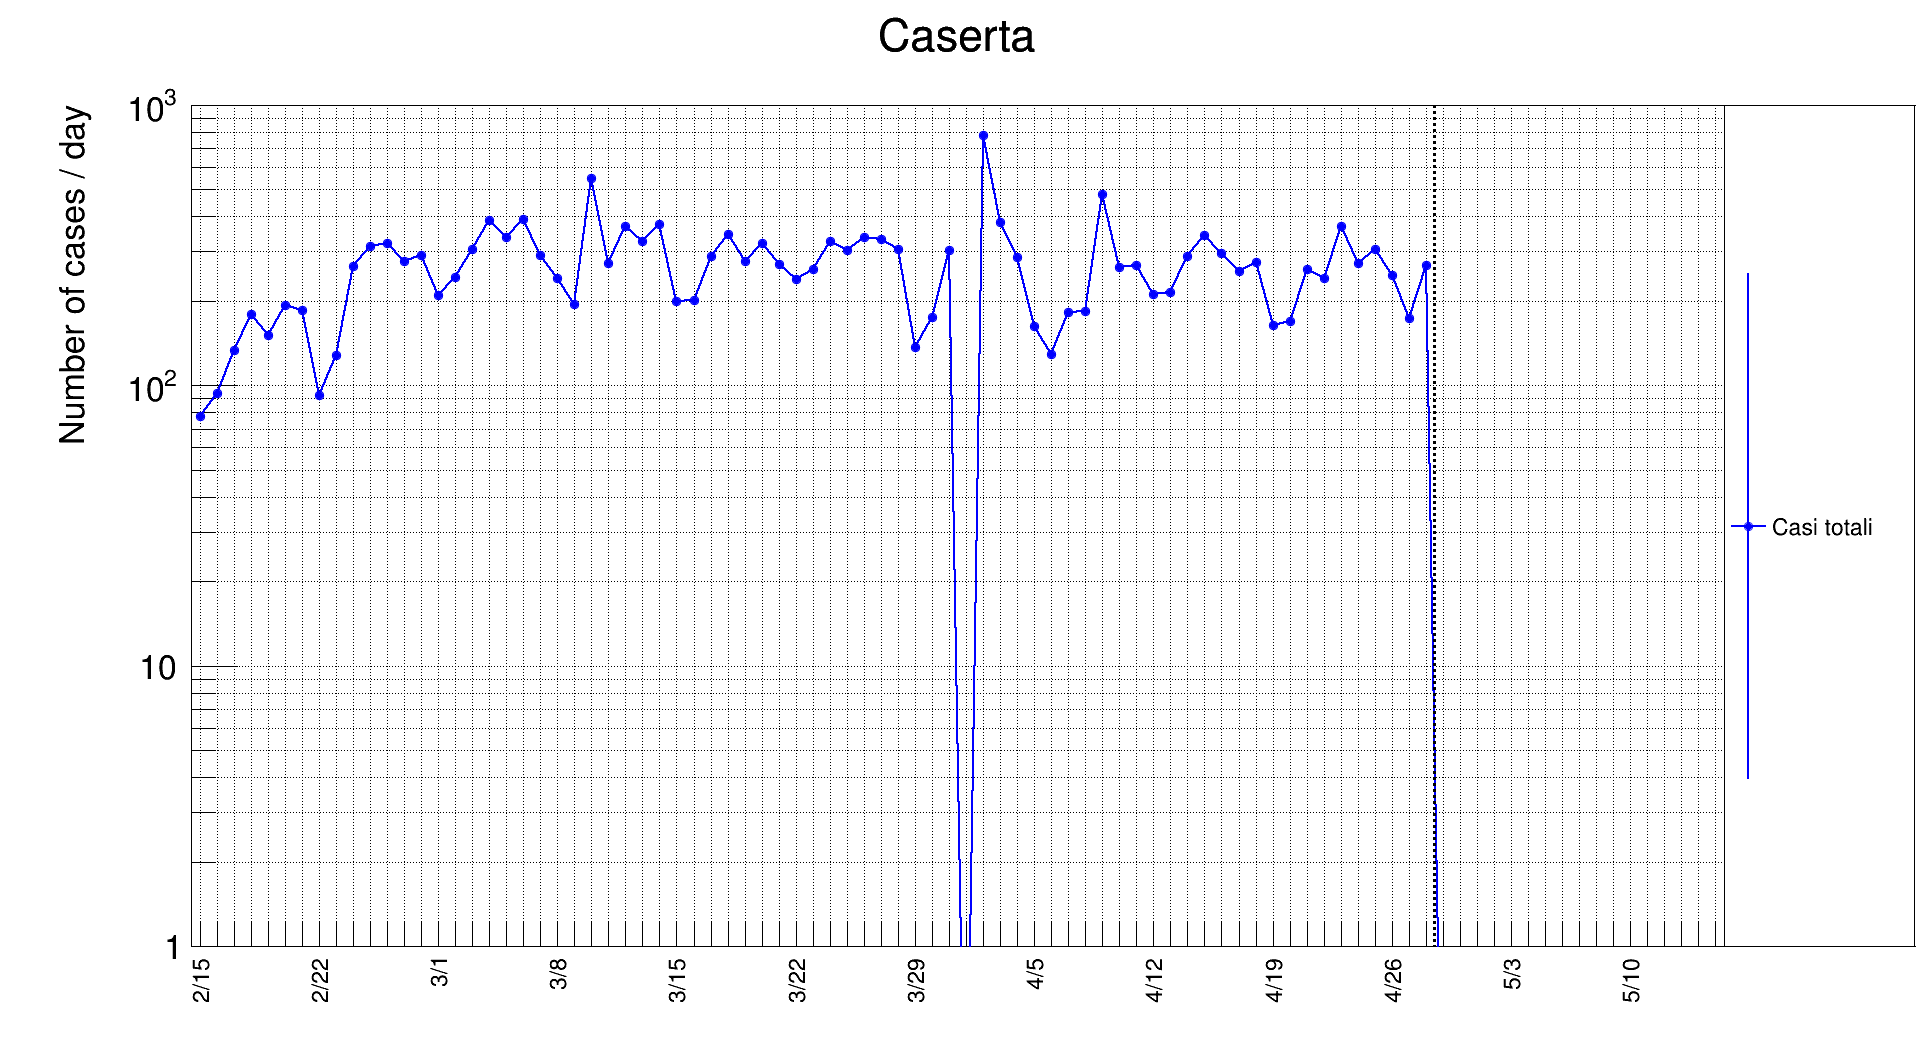 Caserta
Number of cases / day
10³
10²
10
1
2/15 2/22 3/1 3/8 3/15 3/22 3/29 4/5 4/12 4/19 4/26 5/3 5/10
Casi totali